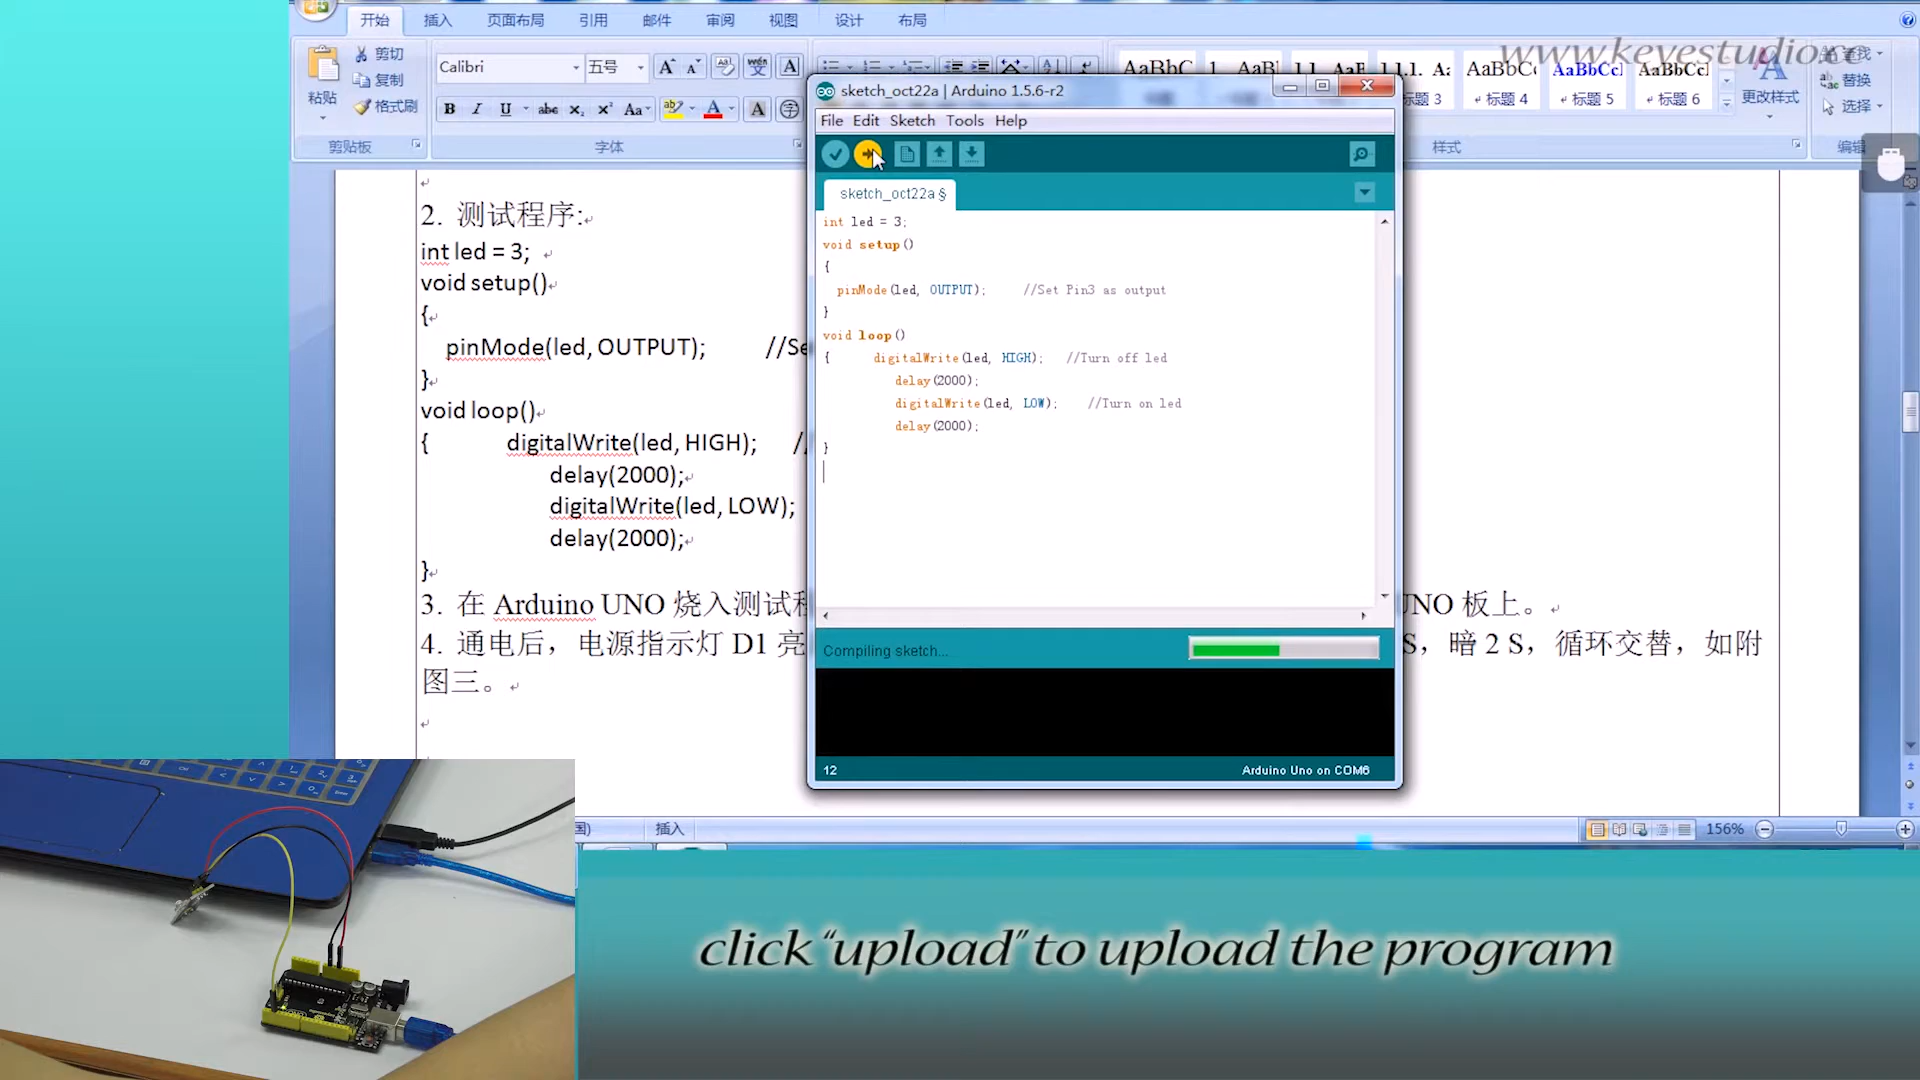 开始 插入 页面布局 引用 邮件 审阅 视图 设计 布局
www.keyestudio.cc
粘贴
剪切
复制
格式刷
剪贴板
Calibri 五号
字体
标题 3
标题 4
标题 5
标题 6
更改样式
样式
替换
选择
编辑
2. 测试程序:
int led = 3;
void setup()
{
pinMode(led, OUTPUT); //Se
}
void loop()
{ digitalWrite(led, HIGH); //
delay(2000);
digitalWrite(led, LOW);
delay(2000);
}
3. 在 Arduino UNO 烧入测试程
UNO 板上。
4. 通电后，电源指示灯 D1 亮
S，暗 2 S，循环交替，如附
图三。
sketch_oct22a | Arduino 1.5.6-r2
File Edit Sketch Tools Help
sketch_oct22a §
int led = 3;
void setup()
{
pinMode(led, OUTPUT); //Set Pin3 as output
}
void loop()
{ digitalWrite(led, HIGH); //Turn off led
delay(2000);
digitalWrite(led, LOW); //Turn on led
delay(2000);
}
Compiling sketch...
12
Arduino Uno on COM6
插入
156%
click "upload" to upload the program